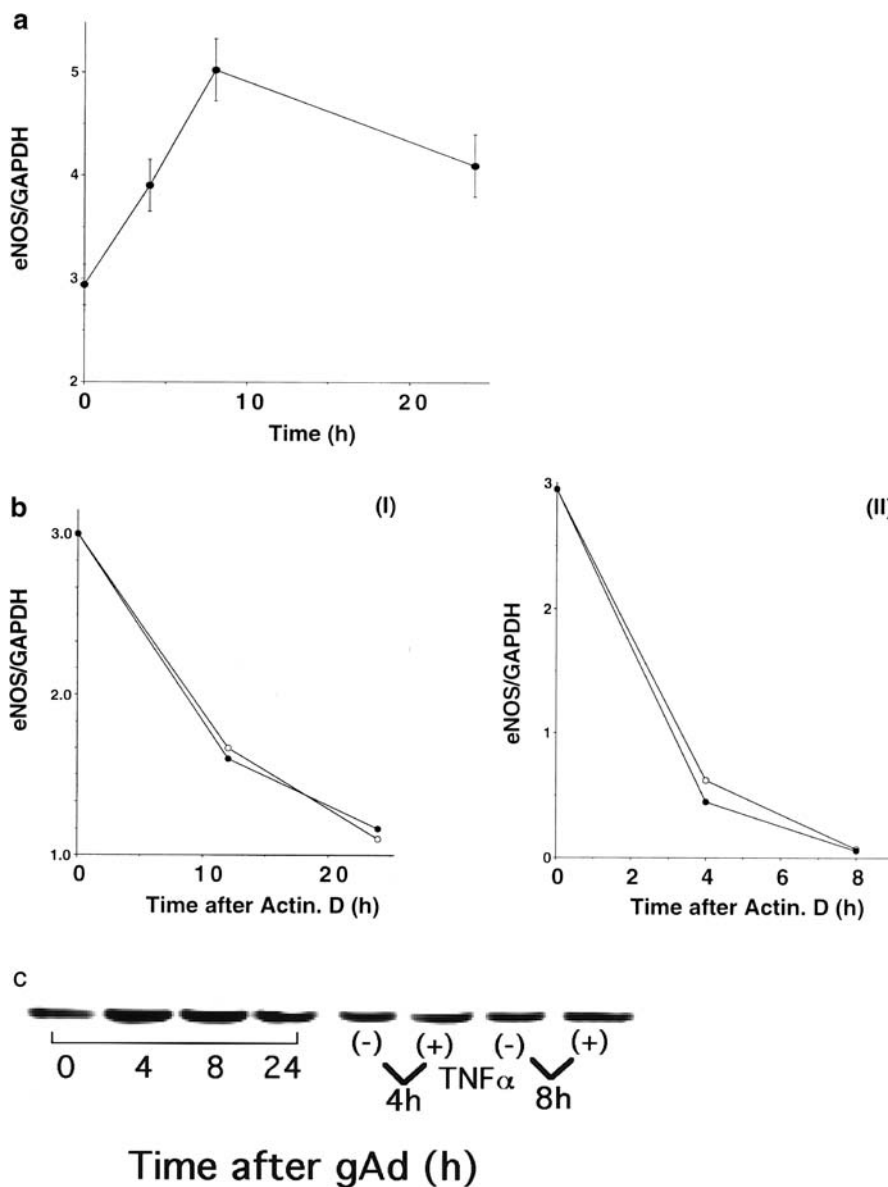 a
eNOS/GAPDH
5
4
3
2
0
10
20
Time (h)
b
(I)
eNOS/GAPDH
3.0
2.0
1.0
0
10
20
Time after Actin. D (h)
(II)
eNOS/GAPDH
3
2
1
0
0
2
4
6
8
Time after Actin. D (h)
c
(-)
(+)
(-)
(+)
0
4
8
24
TNFα
4h
8h
Time after gAd (h)